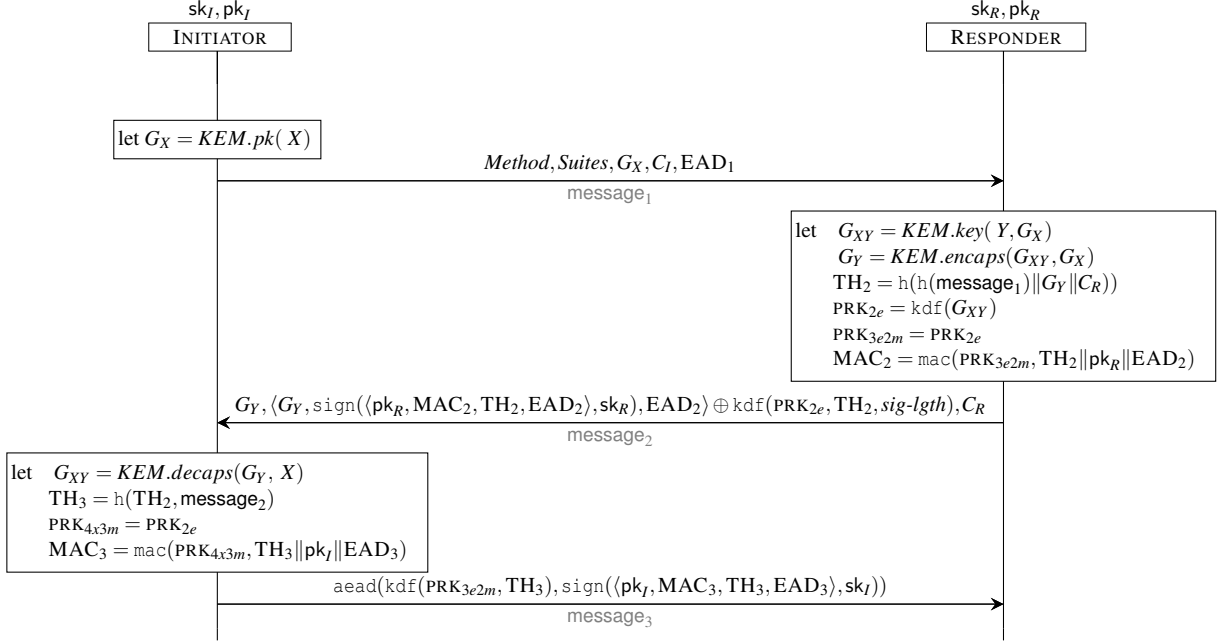 sk_I, pk_I
sk_R, pk_R
INITIATOR
RESPONDER
let G_X = KEM.pk( X)
Method, Suites, G_X, C_I, EAD_1
message_1
let G_XY = KEM.key( Y, G_X)
G_Y = KEM.encaps(G_XY, G_X)
TH_2 = h(h(message_1)∥G_Y∥C_R))
PRK_2e = kdf(G_XY)
PRK_3e2m = PRK_2e
MAC_2 = mac(PRK_3e2m, TH_2∥pk_R∥EAD_2)
G_Y, ⟨G_Y, sign(⟨pk_R, MAC_2, TH_2, EAD_2⟩, sk_R), EAD_2⟩ ⊕ kdf(PRK_2e, TH_2, sig-lgth), C_R
message_2
let G_XY = KEM.decaps(G_Y, X)
TH_3 = h(TH_2, message_2)
PRK_4x3m = PRK_2e
MAC_3 = mac(PRK_4x3m, TH_3∥pk_I∥EAD_3)
aead(kdf(PRK_3e2m, TH_3), sign(⟨pk_I, MAC_3, TH_3, EAD_3⟩, sk_I))
message_3